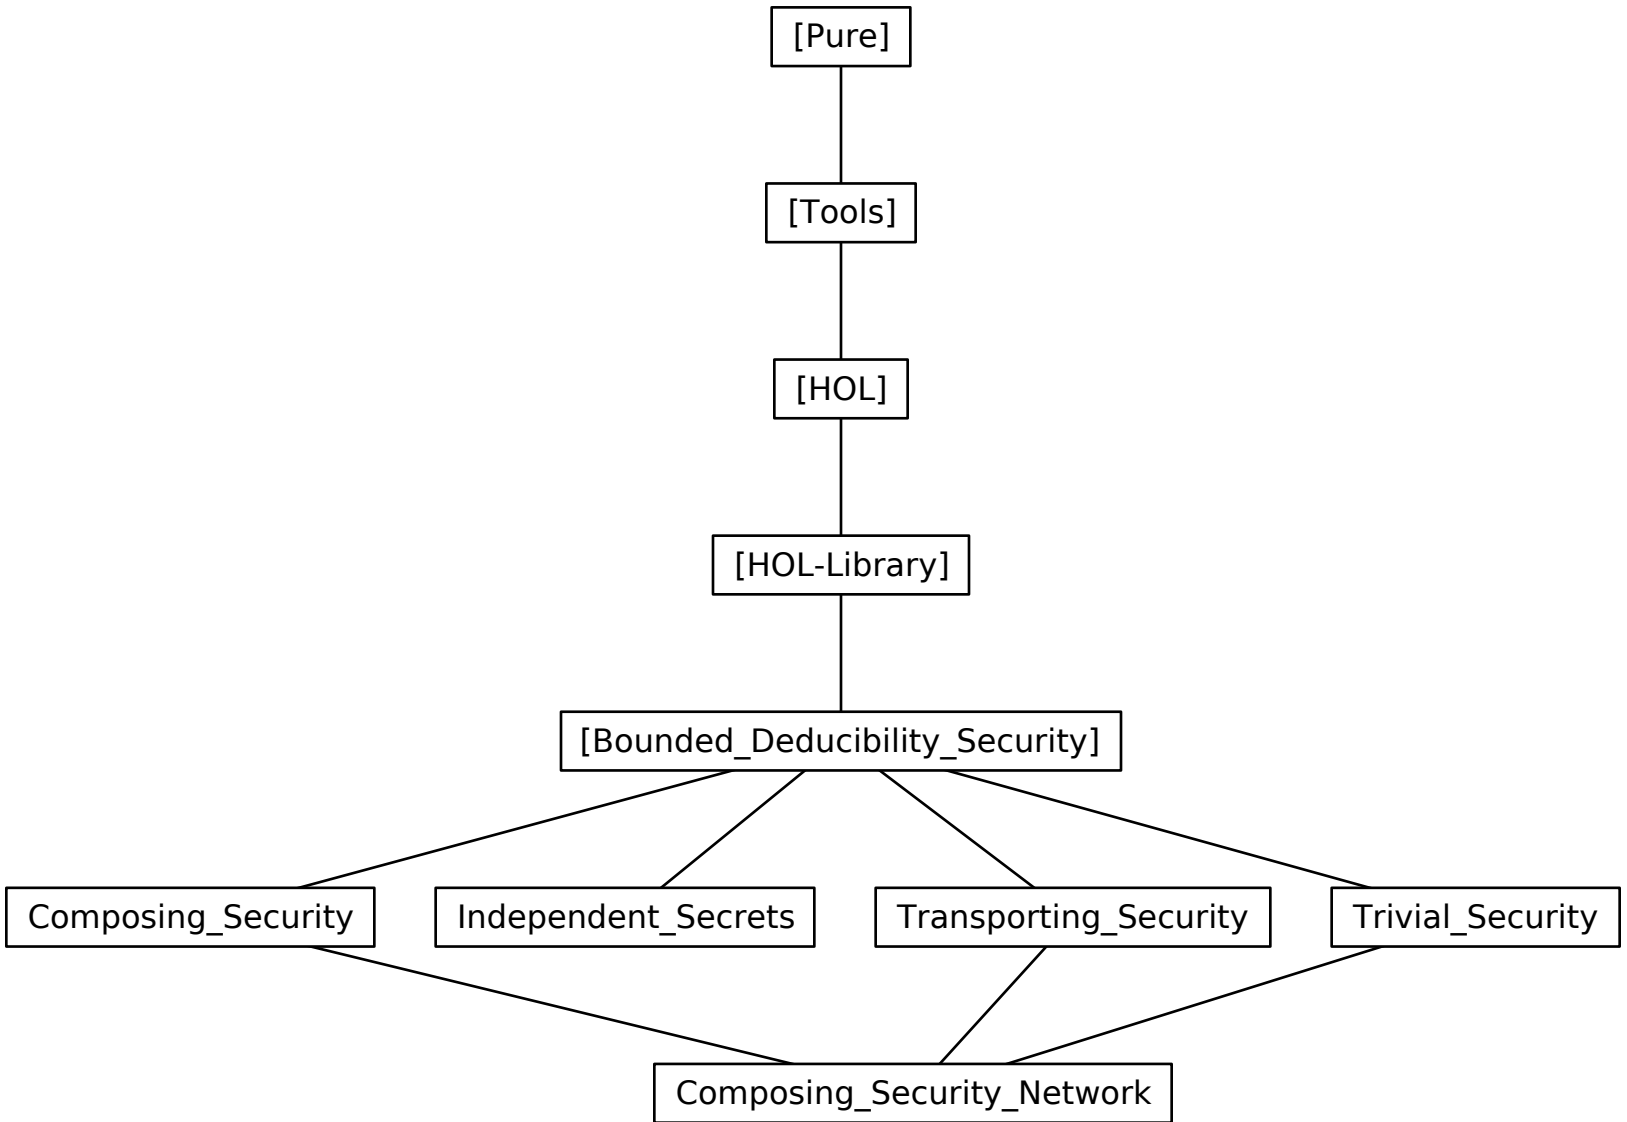 [Pure]
[Tools]
[HOL]
[HOL-Library]
[Bounded_Deducibility_Security]
Composing_Security
Independent_Secrets
Transporting_Security
Trivial_Security
Composing_Security_Network